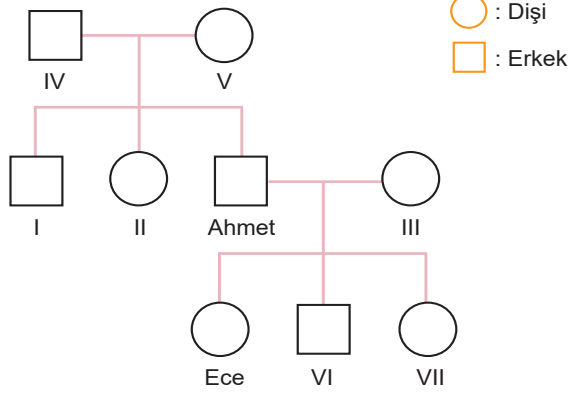 : Dişi
: Erkek
IV V
I II Ahmet III
Ece VI VII